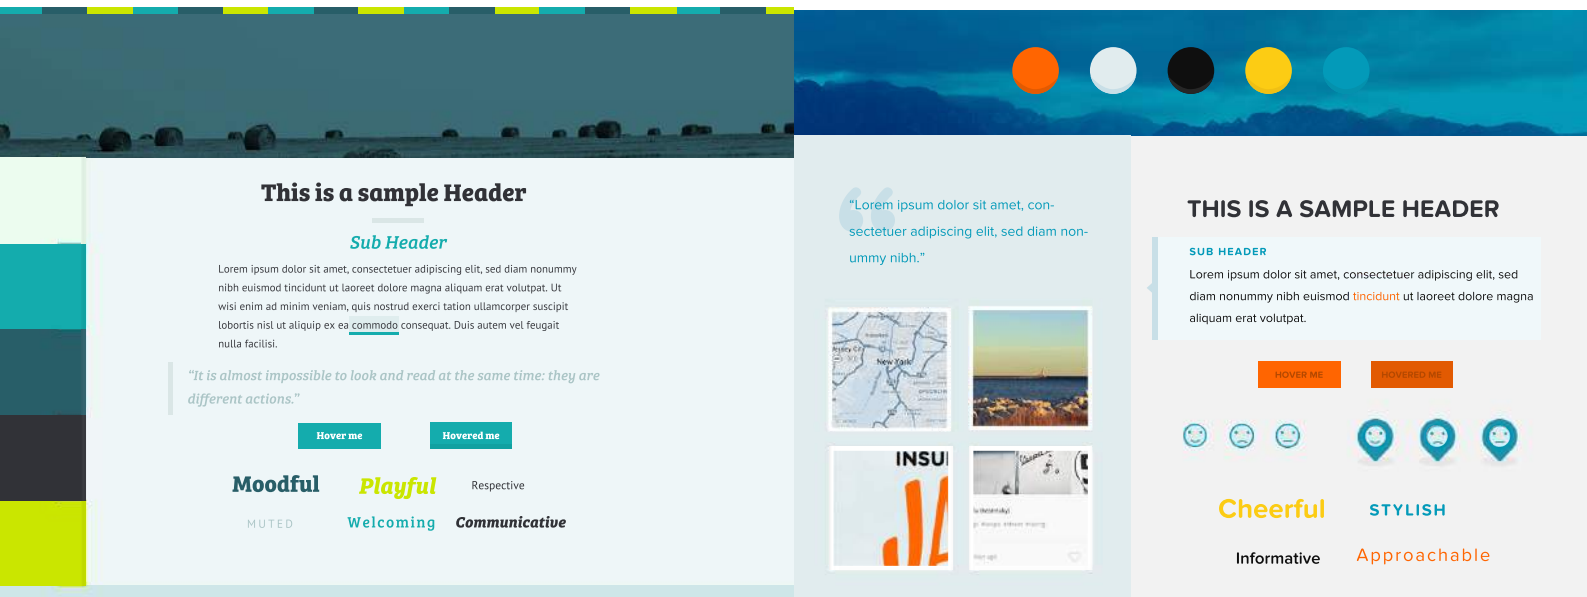 This is a sample Header
Sub Header
Lorem ipsum dolor sit amet, consectetuer adipiscing elit, sed diam nonummy
nibh euismod tincidunt ut laoreet dolore magna aliquam erat volutpat. Ut
wisi enim ad minim veniam, quis nostrud exerci tation ullamcorper suscipit
lobortis nisl ut aliquip ex ea commodo consequat. Duis autem vel feugait
nulla facilisi.
“It is almost impossible to look and read at the same time: they are
different actions.”
Hover me
Hovered me
Moodful
Playful
Respective
MUTED
Welcoming
Communicative
“Lorem ipsum dolor sit amet, con-
sectetuer adipiscing elit, sed diam non-
ummy nibh.”
New York
INSU
JA
THIS IS A SAMPLE HEADER
SUB HEADER
Lorem ipsum dolor sit amet, consectetuer adipiscing elit, sed
diam nonummy nibh euismod tincidunt ut laoreet dolore magna
aliquam erat volutpat.
HOVER ME
HOVERED ME
Cheerful
STYLISH
Informative
Approachable